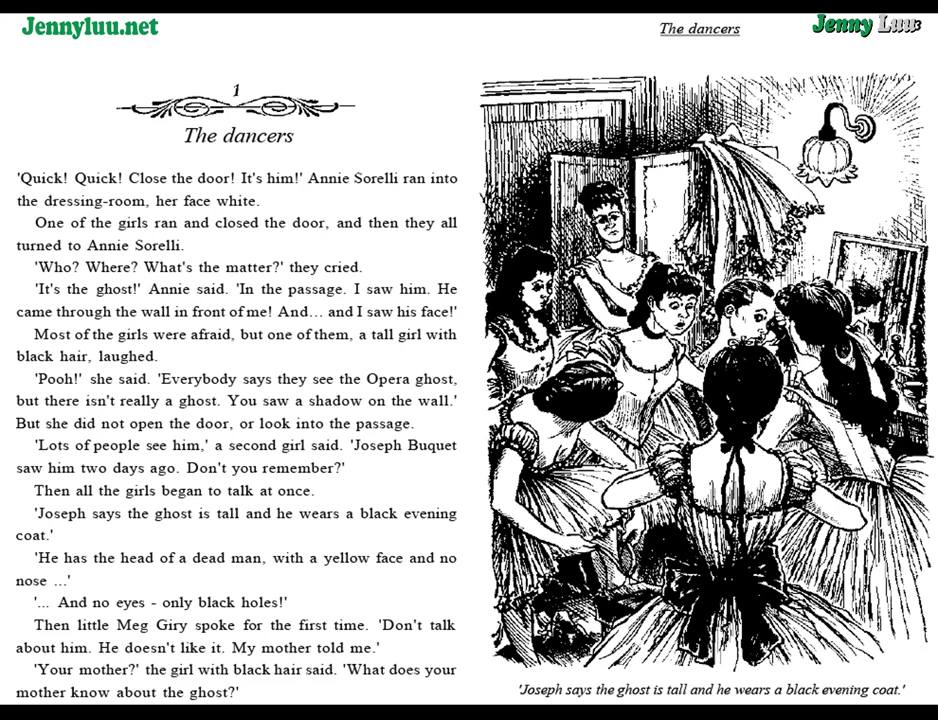 Jennyluu.net
The dancers
Jenny Luu
1
The dancers
'Quick! Quick! Close the door! It's him!' Annie Sorelli ran into
the dressing-room, her face white.
One of the girls ran and closed the door, and then they all
turned to Annie Sorelli.
'Who? Where? What's the matter?' they cried.
'It's the ghost!' Annie said. 'In the passage. I saw him. He
came through the wall in front of me! And... and I saw his face!'
Most of the girls were afraid, but one of them, a tall girl with
black hair, laughed.
'Pooh!' she said. 'Everybody says they see the Opera ghost,
but there isn't really a ghost. You saw a shadow on the wall.'
But she did not open the door, or look into the passage.
'Lots of people see him,' a second girl said. 'Joseph Buquet
saw him two days ago. Don't you remember?'
Then all the girls began to talk at once.
'Joseph says the ghost is tall and he wears a black evening
coat.'
'He has the head of a dead man, with a yellow face and no
nose ...'
'... And no eyes - only black holes!'
Then little Meg Giry spoke for the first time. 'Don't talk
about him. He doesn't like it. My mother told me.'
'Your mother?' the girl with black hair said. 'What does your
mother know about the ghost?'
'Joseph says the ghost is tall and he wears a black evening coat.'